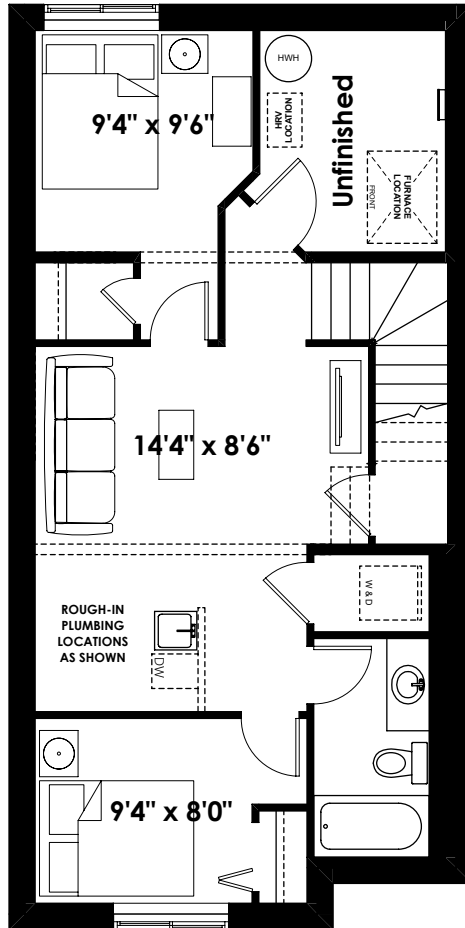 HWH
HRV
LOCATION
9'4" x 9'6"
Unfinished
FURNACE
LOCATION
FRONT
14'4" x 8'6"
W & D
ROUGH-IN
PLUMBING
LOCATIONS
AS SHOWN
DW
9'4" x 8'0"